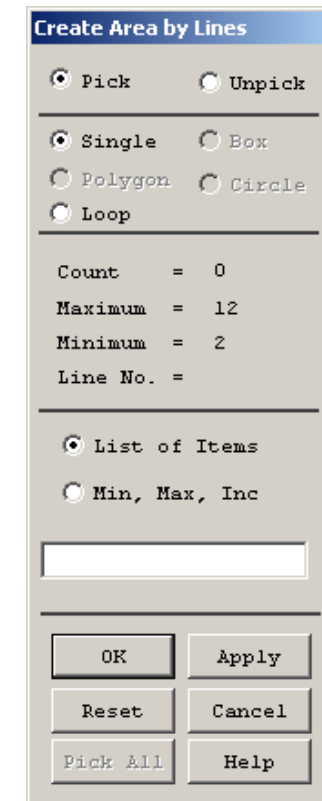 Create Area by Lines
Pick Unpick
Single Box
Polygon Circle
Loop
Count = 0
Maximum = 12
Minimum = 2
Line No. =
List of Items
Min, Max, Inc
OK Apply
Reset Cancel
Pick All Help